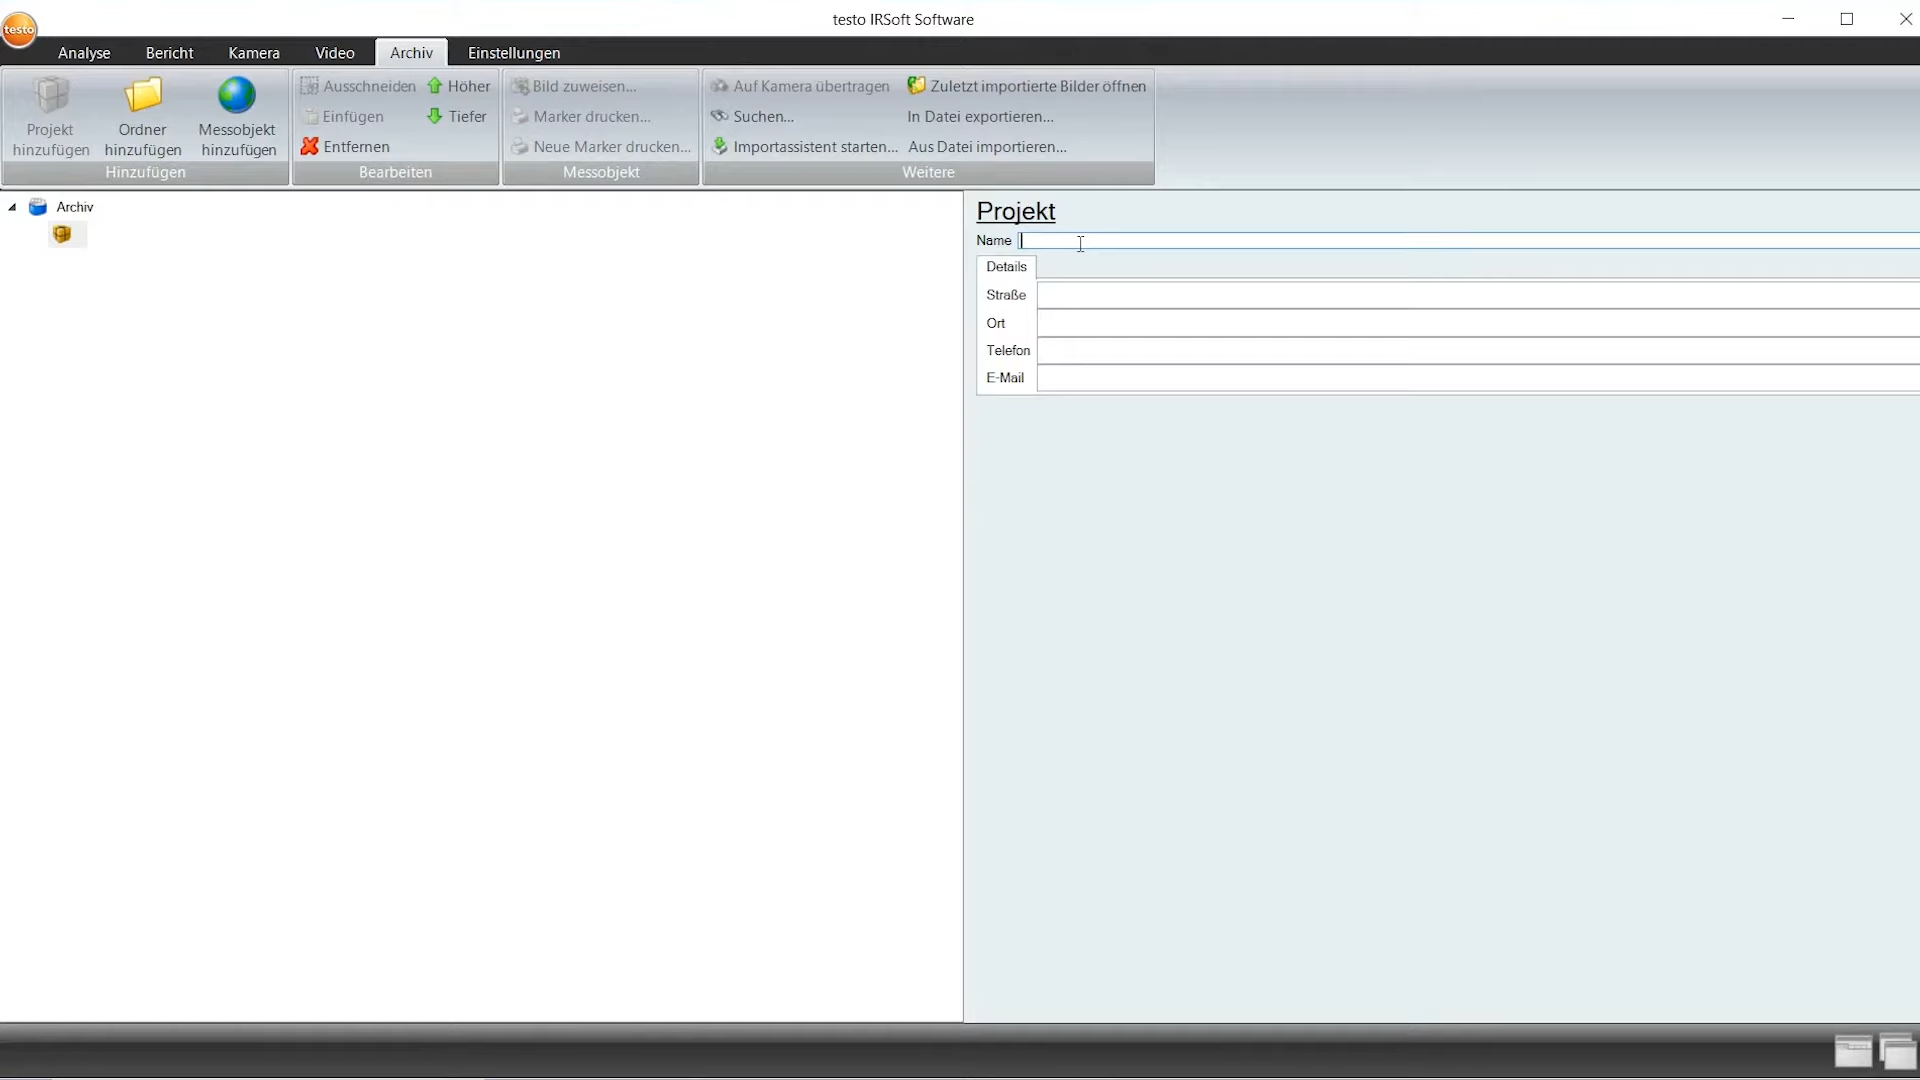 testo IRSoft Software
testo
Analyse Bericht Kamera Video Archiv Einstellungen
Projekt hinzufügen
Ordner hinzufügen
Messobjekt hinzufügen
Hinzufügen
Ausschneiden Höher
Einfügen Tiefer
Entfernen
Bearbeiten
Bild zuweisen...
Marker drucken...
Neue Marker drucken...
Messobjekt
Auf Kamera übertragen Zuletzt importierte Bilder öffnen
Suchen... In Datei exportieren...
Importassistent starten... Aus Datei importieren...
Weitere
Archiv
Projekt
Name
Details
Straße
Ort
Telefon
E-Mail